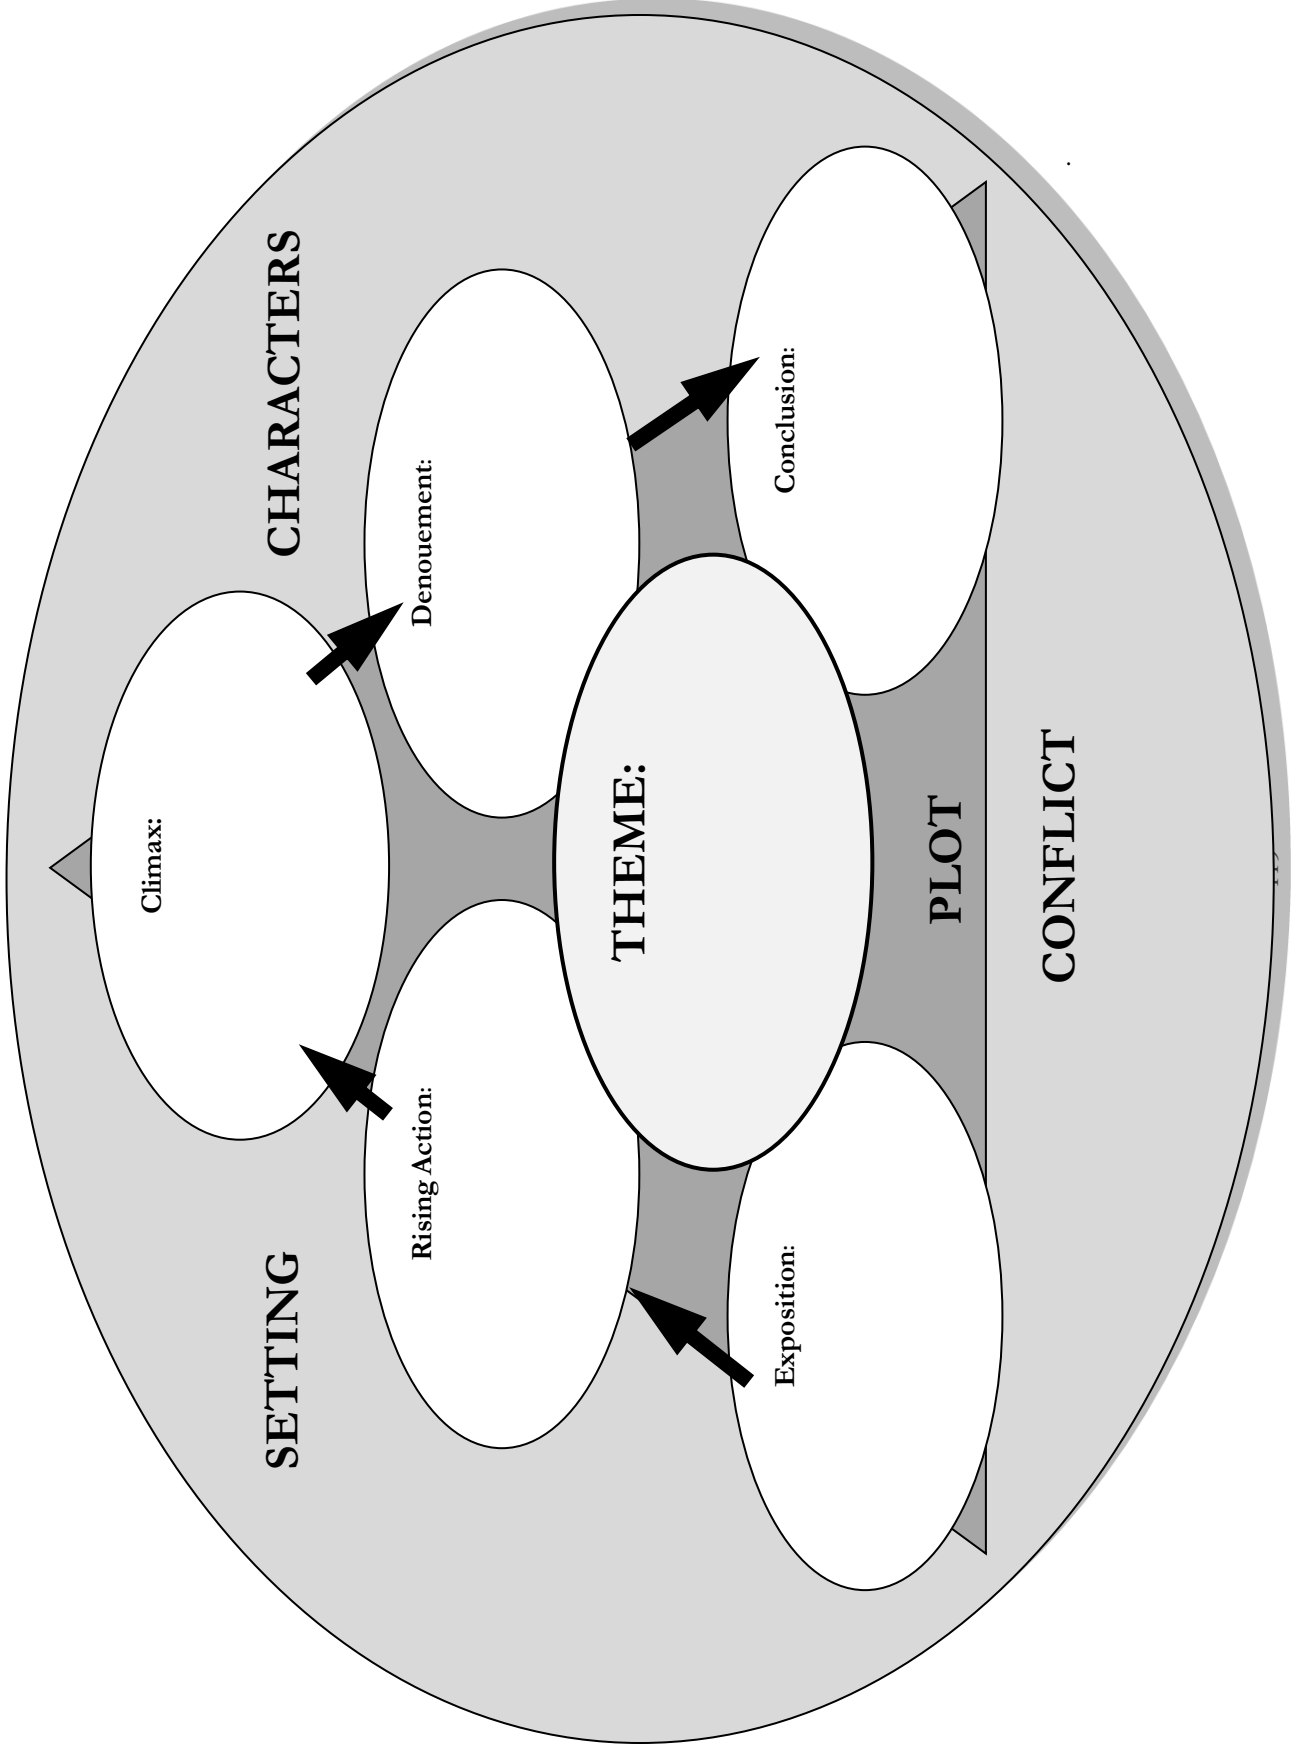 SETTING
CHARACTERS
Climax:
Rising Action:
Denouement:
THEME:
Exposition:
Conclusion:
PLOT
CONFLICT